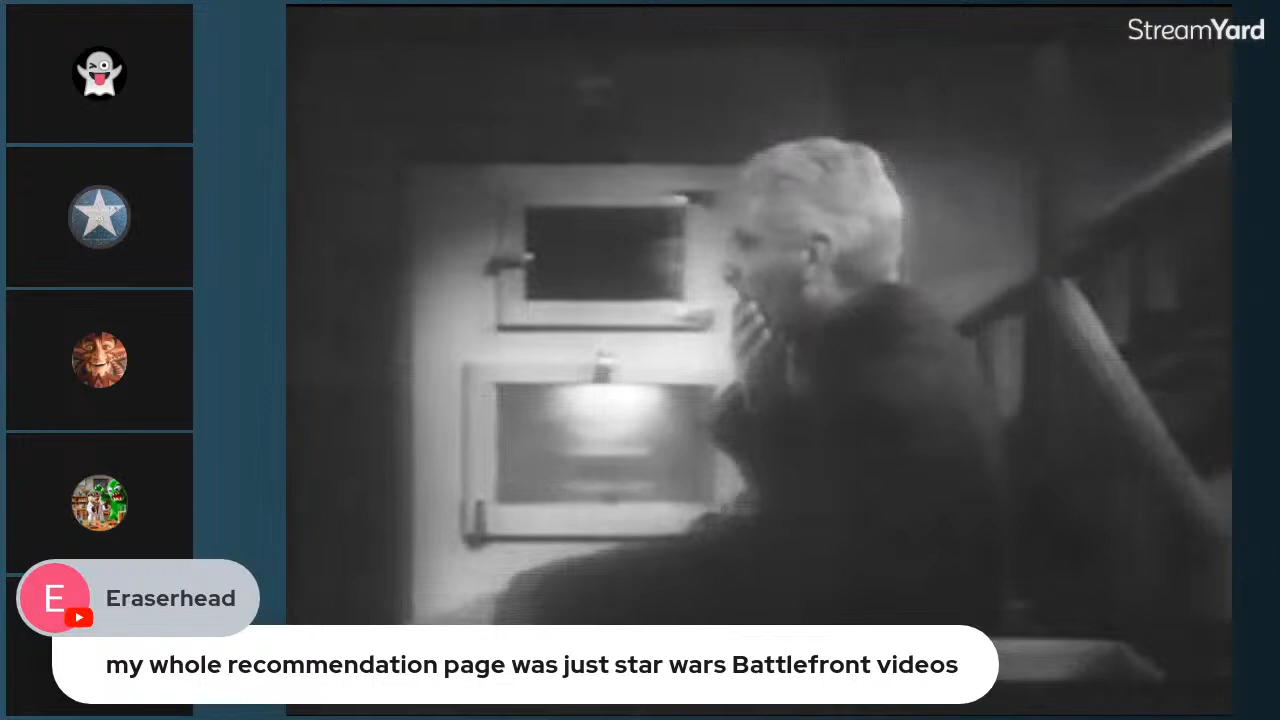 StreamYard
E
Eraserhead
my whole recommendation page was just star wars Battlefront videos